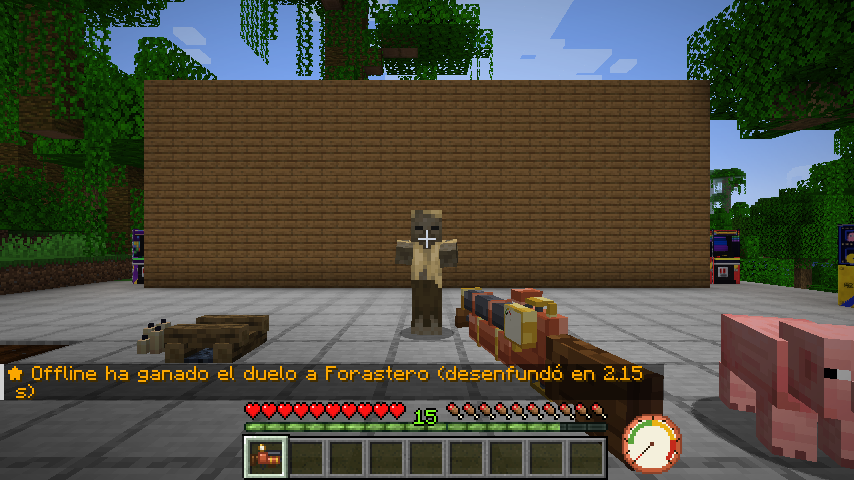 ★ Offline ha ganado el duelo a Forastero (desenfundó en 2.15
s)
15